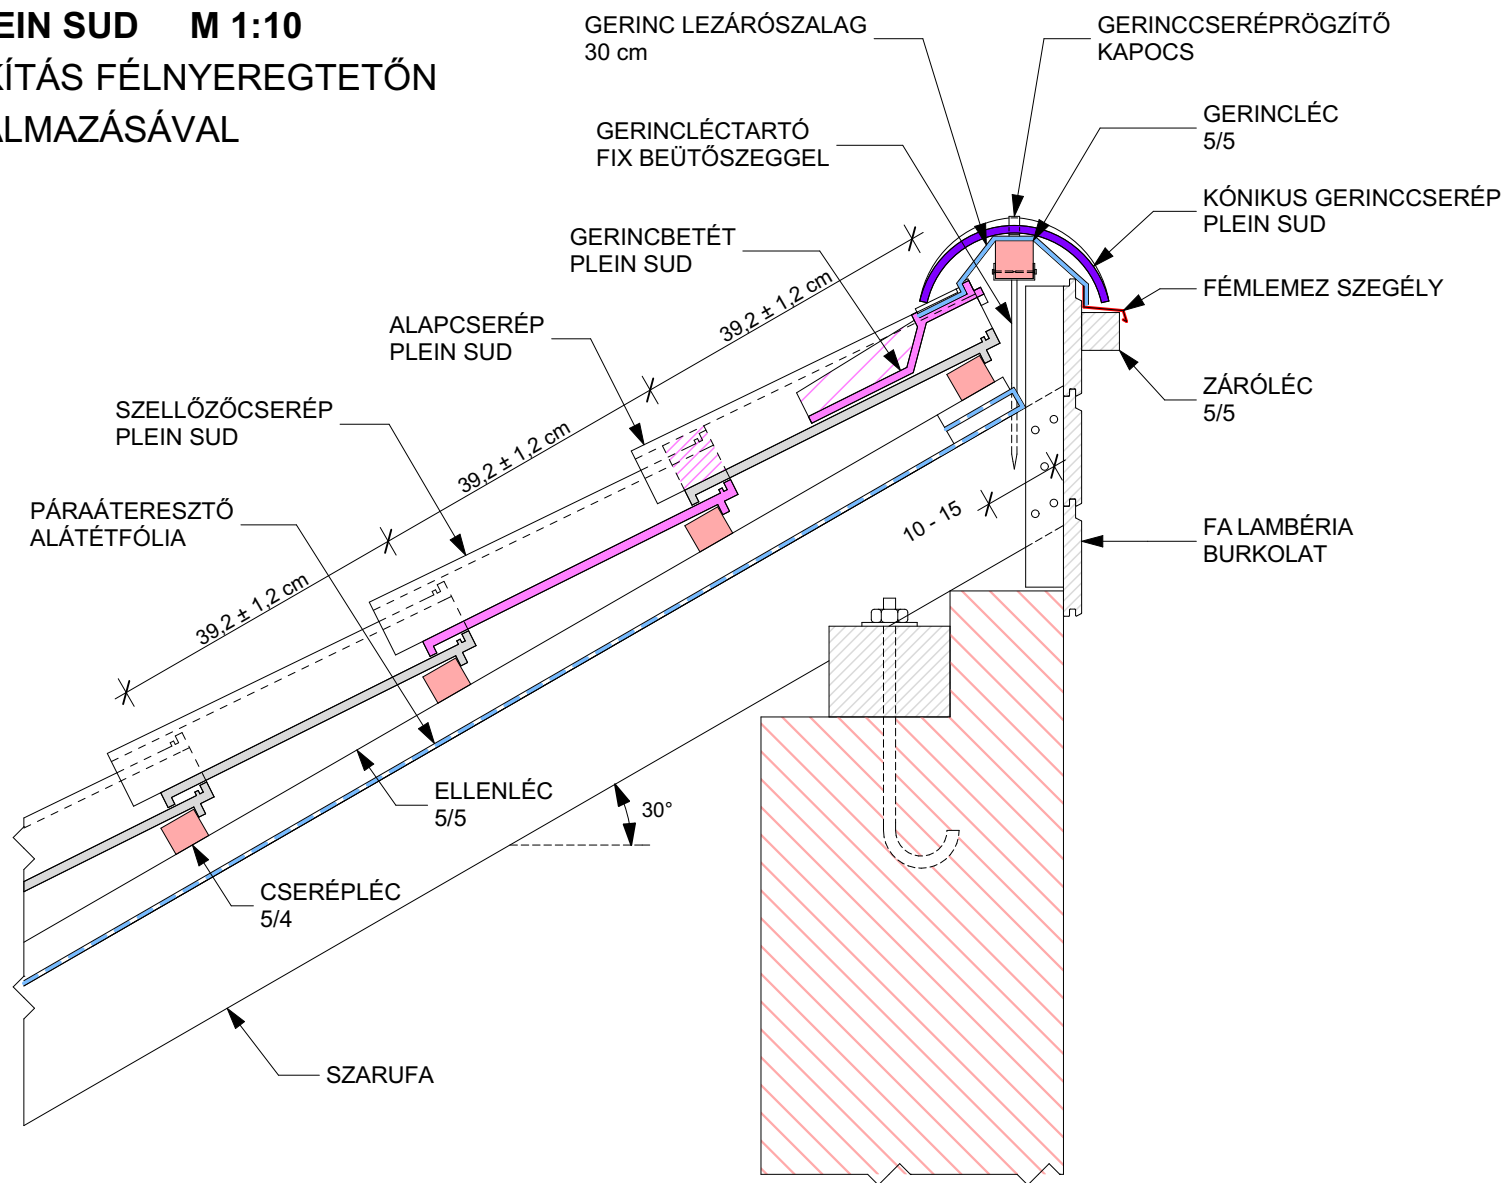 EIN SUD M 1:10
KÍTÁS FÉLNYEREGTETŐN
ALMAZÁSÁVAL
GERINC LEZÁRÓSZALAG
30 cm
GERINCCSERÉPRÖGZÍTŐ
KAPOCS
GERINCLÉCTARTÓ
FIX BEÜTŐSZEGGEL
GERINCLÉC
5/5
KÓNIKUS GERINCCSERÉP
PLEIN SUD
GERINCBETÉT
PLEIN SUD
FÉMLEMEZ SZEGÉLY
39,2 ± 1,2 cm
ALAPCSERÉP
PLEIN SUD
ZÁRÓLÉC
5/5
SZELLŐZŐCSERÉP
PLEIN SUD
39,2 ± 1,2 cm
PÁRAÁTERESZTŐ
ALÁTÉTFÓLIA
10 - 15
FA LAMBÉRIA
BURKOLAT
39,2 ± 1,2 cm
ELLENLÉC
5/5
30°
CSERÉPLÉC
5/4
SZARUFA